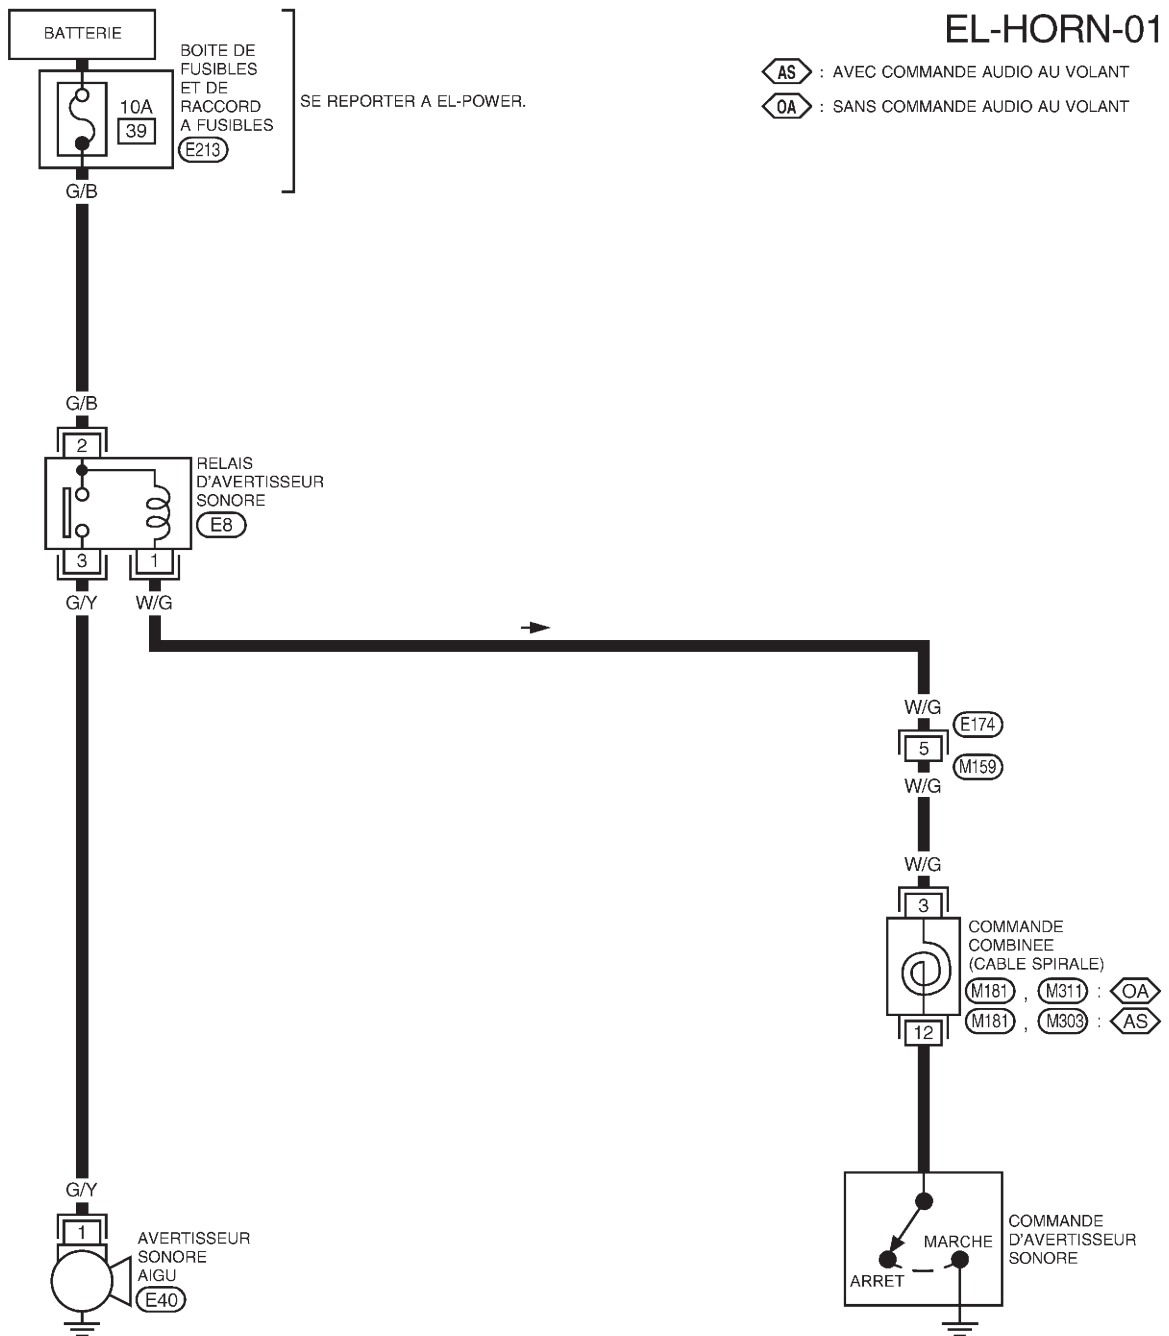 EL-HORN-01
AS : AVEC COMMANDE AUDIO AU VOLANT
OA : SANS COMMANDE AUDIO AU VOLANT
BATTERIE
10A
39
BOITE DE
FUSIBLES
ET DE
RACCORD
A FUSIBLES
E213
SE REPORTER A EL-POWER.
G/B
G/B
2
RELAIS
D'AVERTISSEUR
SONORE
E8
3
1
G/Y
W/G
W/G
E174
5
M159
W/G
W/G
3
COMMANDE
COMBINEE
(CABLE SPIRALE)
M181 , M311 : OA
M181 , M303 : AS
12
G/Y
1
AVERTISSEUR
SONORE
AIGU
E40
MARCHE
ARRET
COMMANDE
D'AVERTISSEUR
SONORE